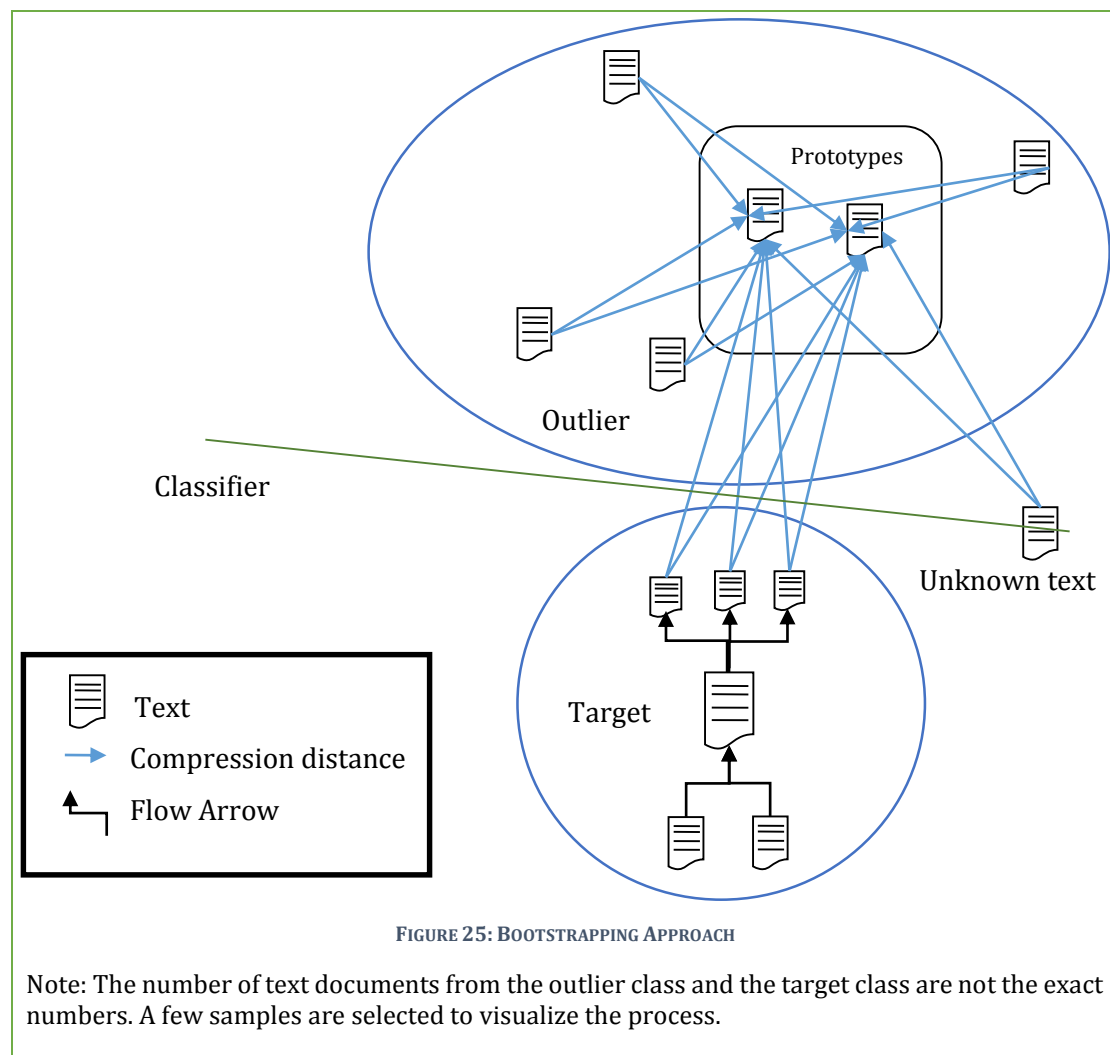 Prototypes
Outlier
Classifier
Unknown text
Target
Text
Compression distance
Flow Arrow
FIGURE 25: BOOTSTRAPPING APPROACH
Note: The number of text documents from the outlier class and the target class are not the exact
numbers. A few samples are selected to visualize the process.